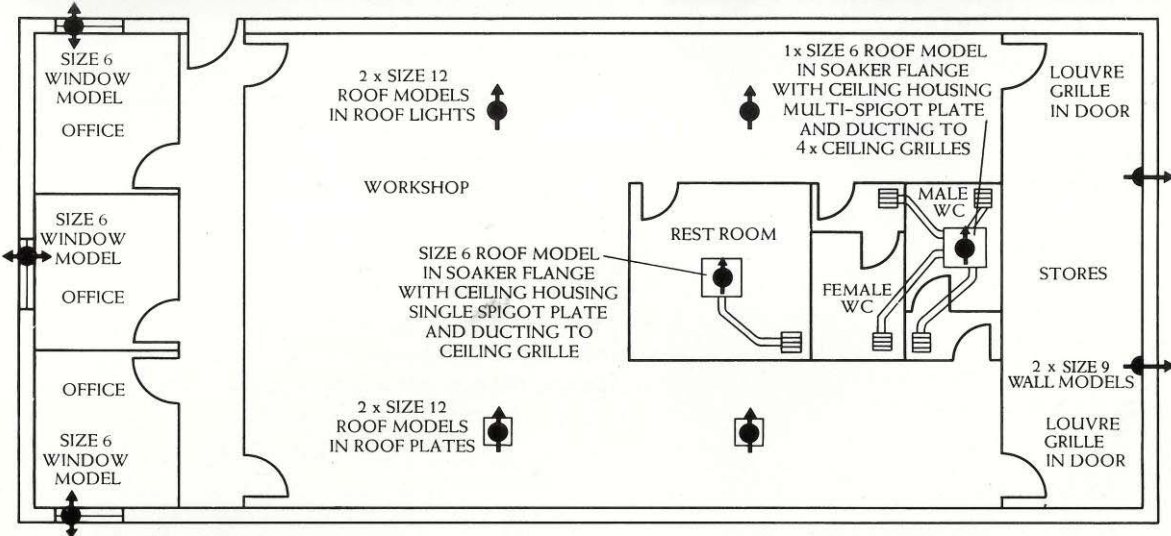 SIZE 6
WINDOW
MODEL
OFFICE
SIZE 6
WINDOW
MODEL
OFFICE
OFFICE
SIZE 6
WINDOW
MODEL
2 x SIZE 12
ROOF MODELS
IN ROOF LIGHTS
WORKSHOP
SIZE 6 ROOF MODEL
IN SOAKER FLANGE
WITH CEILING HOUSING
SINGLE SPIGOT PLATE
AND DUCTING TO
CEILING GRILLE
2 x SIZE 12
ROOF MODELS
IN ROOF PLATES
1x SIZE 6 ROOF MODEL
IN SOAKER FLANGE
WITH CEILING HOUSING
MULTI-SPIGOT PLATE
AND DUCTING TO
4 x CEILING GRILLES
REST ROOM
FEMALE
WC
MALE
WC
LOUVRE
GRILLE
IN DOOR
STORES
2 x SIZE 9
WALL MODELS
LOUVRE
GRILLE
IN DOOR